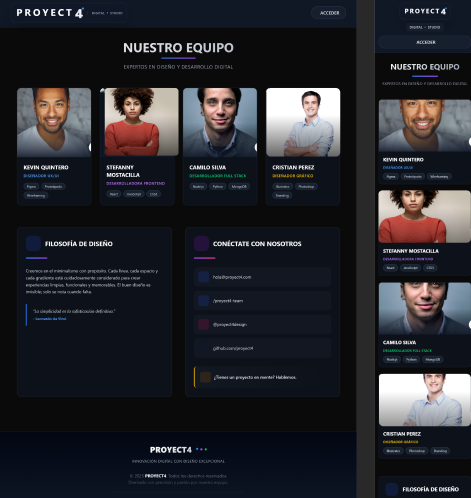 PROYECT4
DIGITAL • STUDIO
ACCEDER
NUESTRO EQUIPO
EXPERTOS EN DISEÑO Y DESARROLLO DIGITAL
KEVIN QUINTERO
DISEÑADOR UX/UI
Figma Prototipado
Wireframing
STEFANNY
MOSTACILLA
DESARROLLADORA FRONTEND
React JavaScript CSS3
CAMILO SILVA
DESARROLLADOR FULL STACK
Node.js Python MongoDB
CRISTIAN PEREZ
DISEÑADOR GRÁFICO
Illustrator Photoshop
Branding
FILOSOFÍA DE DISEÑO
Creemos en el minimalismo con propósito. Cada línea, cada espacio y
cada gradiente está cuidadosamente considerado para crear
experiencias limpias, funcionales y memorables. El buen diseño es
invisible; solo se nota cuando falta.
"La simplicidad es la sofisticación definitiva."
- Leonardo da Vinci
CONÉCTATE CON NOSOTROS
hola@proyect4.com
/proyect4-team
@proyect4design
github.com/proyect4
¿Tienes un proyecto en mente? Hablemos.
PROYECT4
INNOVACIÓN DIGITAL CON DISEÑO EXCEPCIONAL
PROYECT4. Todos los derechos reservados.
PROYECT4
DIGITAL • STUDIO
ACCEDER
NUESTRO EQUIPO
EXPERTOS EN DISEÑO Y DESARROLLO DIGITAL
KEVIN QUINTERO
DISEÑADOR UX/UI
Figma Prototipado Wireframing
STEFANNY MOSTACILLA
DESARROLLADORA FRONTEND
React JavaScript CSS3
CAMILO SILVA
DESARROLLADOR FULL STACK
Node.js Python MongoDB
CRISTIAN PEREZ
DISEÑADOR GRÁFICO
Illustrator Photoshop Branding
FILOSOFÍA DE DISEÑO